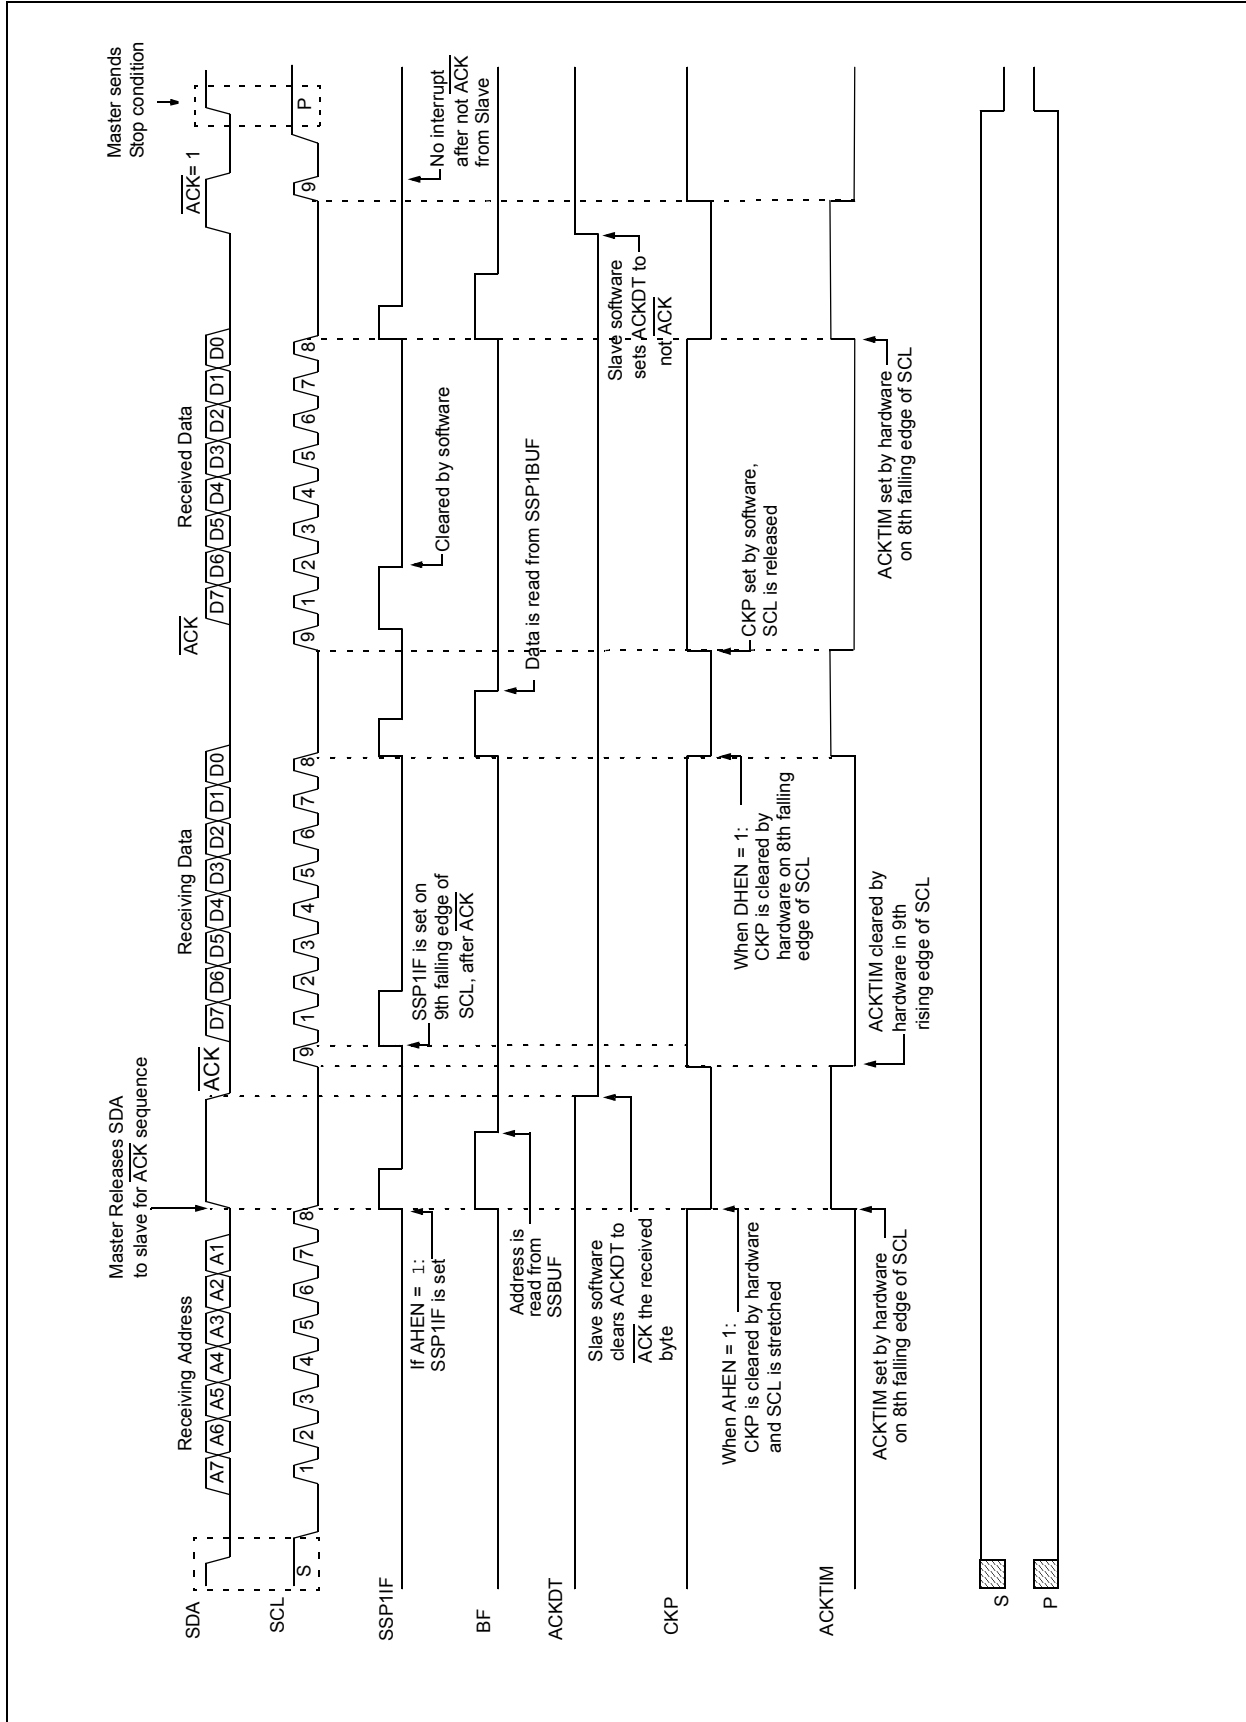 Master Releases SDA
to slave for ACK sequence
Master sends
Stop condition
Receiving Address
Receiving Data
Received Data
ACK
ACK
ACK= 1
SDA
A7 A6 A5 A4 A3 A2 A1
D7 D6 D5 D4 D3 D2 D1 D0
D7 D6 D5 D4 D3 D2 D1 D0
SCL
S
1 2 3 4 5 6 7 8 9
1 2 3 4 5 6 7 8 9
1 2 3 4 5 6 7 8 9
P
SSP1IF
If AHEN = 1:
SSP1IF is set
SSP1IF is set on
9th falling edge of
SCL, after ACK
Cleared by software
No interrupt
after not ACK
from Slave
BF
Address is
read from
SSBUF
Data is read from SSP1BUF
ACKDT
Slave software
clears ACKDT to
ACK the received
byte
Slave software
sets ACKDT to
not ACK
CKP
When AHEN = 1:
CKP is cleared by hardware
and SCL is stretched
When DHEN = 1:
CKP is cleared by
hardware on 8th falling
edge of SCL
CKP set by software,
SCL is released
ACKTIM
ACKTIM set by hardware
on 8th falling edge of SCL
ACKTIM cleared by
hardware in 9th
rising edge of SCL
ACKTIM set by hardware
on 8th falling edge of SCL
S
P